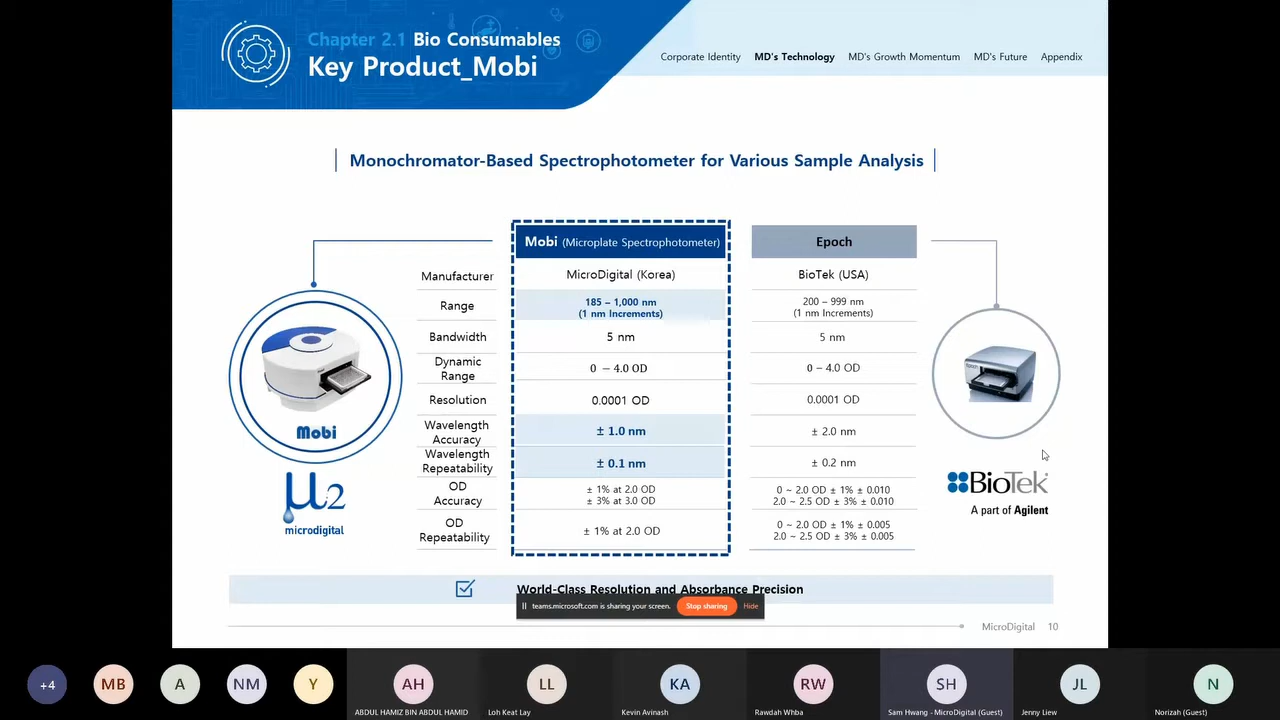 Chapter 2.1 Bio Consumables
Key Product_Mobi
Corporate Identity
MD's Technology
MD's Growth Momentum
MD's Future
Appendix
Monochromator-Based Spectrophotometer for Various Sample Analysis
Mobi (Microplate Spectrophotometer)
Epoch
Manufacturer
MicroDigital (Korea)
BioTek (USA)
Range
185 – 1,000 nm
(1 nm Increments)
200 – 999 nm
(1 nm Increments)
Bandwidth
5 nm
5 nm
Dynamic
Range
0 – 4.0 OD
0 – 4.0 OD
Resolution
0.0001 OD
0.0001 OD
Wavelength
Accuracy
± 1.0 nm
± 2.0 nm
Wavelength
Repeatability
± 0.1 nm
± 0.2 nm
OD
Accuracy
± 1% at 2.0 OD
± 3% at 3.0 OD
0 ~ 2.0 OD ± 1% ± 0.010
2.0 ~ 2.5 OD ± 3% ± 0.010
OD
Repeatability
± 1% at 2.0 OD
0 ~ 2.0 OD ± 1% ± 0.005
2.0 ~ 2.5 OD ± 3% ± 0.005
Mobi
μ2
microdigital
Epoch
BioTek
A part of Agilent
World-Class Resolution and Absorbance Precision
teams.microsoft.com is sharing your screen.
Stop sharing
Hide
MicroDigital 10
+4
MB
A
NM
Y
AH
ABDUL HAMIZ BIN ABDUL HAMID
LL
Loh Keat Lay
KA
Kevin Avinash
RW
Rawdah Whba
SH
Sam Hwang - MicroDigital (Guest)
JL
Jenny Liew
N
Norizah (Guest)